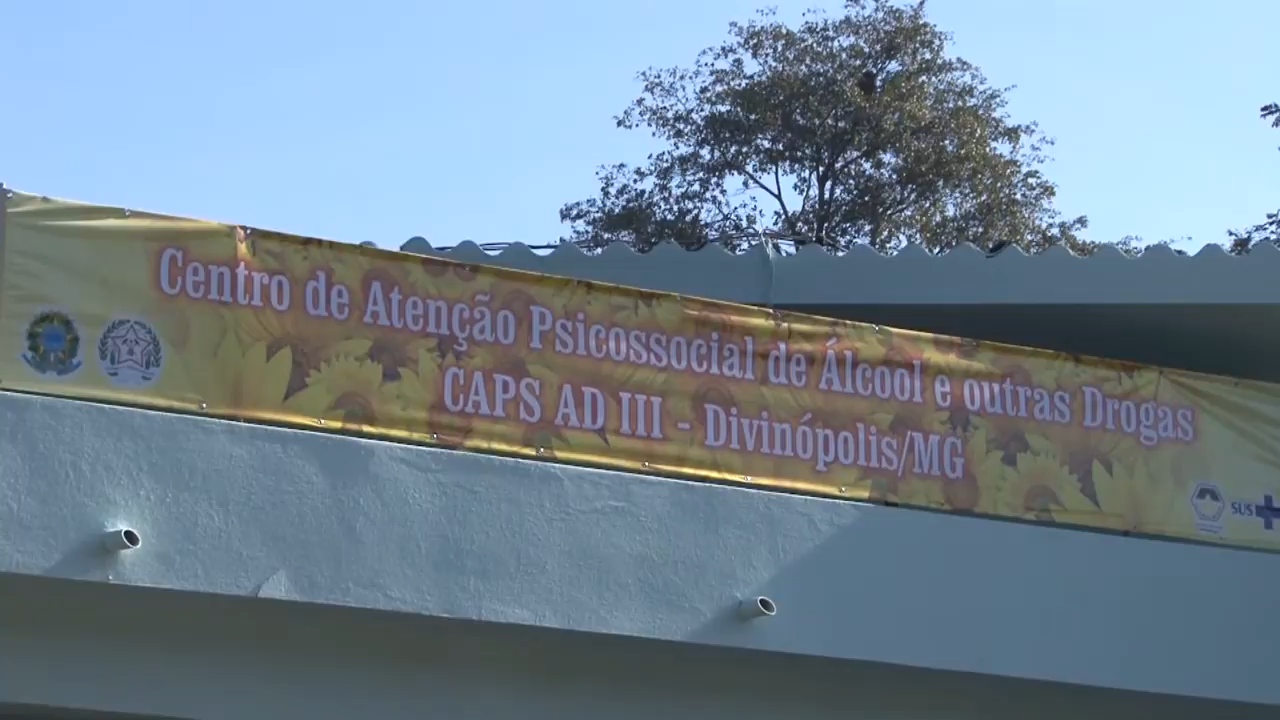 Centro de Atenção Psicossocial de Álcool e outras Drogas
CAPS AD III - Divinópolis/MG
SUS